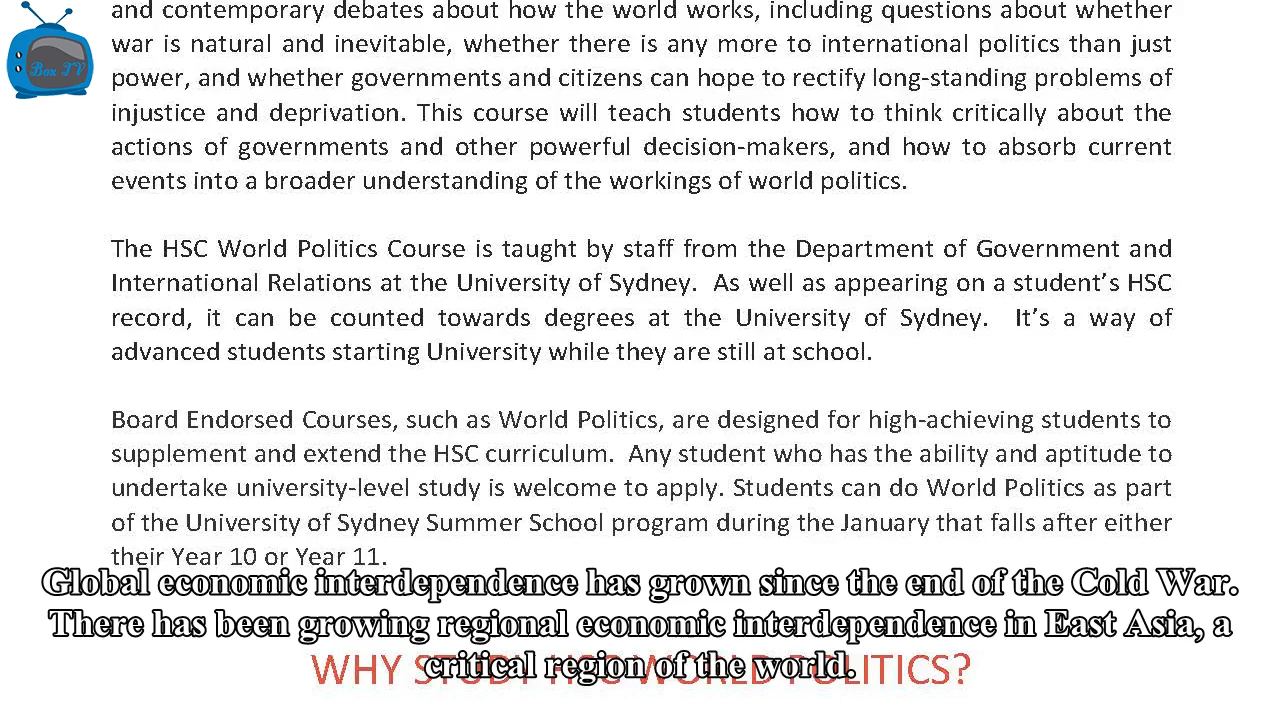 and contemporary debates about how the world works, including questions about whether
war is natural and inevitable, whether there is any more to international politics than just
power, and whether governments and citizens can hope to rectify long-standing problems of
injustice and deprivation. This course will teach students how to think critically about the
actions of governments and other powerful decision-makers, and how to absorb current
events into a broader understanding of the workings of world politics.
The HSC World Politics Course is taught by staff from the Department of Government and
International Relations at the University of Sydney.  As well as appearing on a student’s HSC
record, it can be counted towards degrees at the University of Sydney.  It’s a way of
advanced students starting University while they are still at school.
Board Endorsed Courses, such as World Politics, are designed for high-achieving students to
supplement and extend the HSC curriculum.  Any student who has the ability and aptitude to
undertake university-level study is welcome to apply. Students can do World Politics as part
of the University of Sydney Summer School program during the January that falls after either
their Year 10 or Year 11.
Global economic interdependence has grown since the end of the Cold War.
There has been growing regional economic interdependence in East Asia, a
critical region of the world.
WHY STUDY HSC WORLD POLITICS?
Box TV